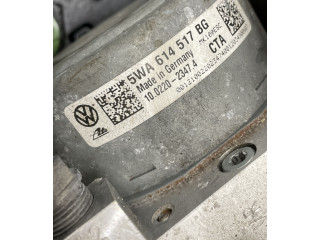 5WA 614 517 BG
Made in Germany
10.0220-2347.4
CTA